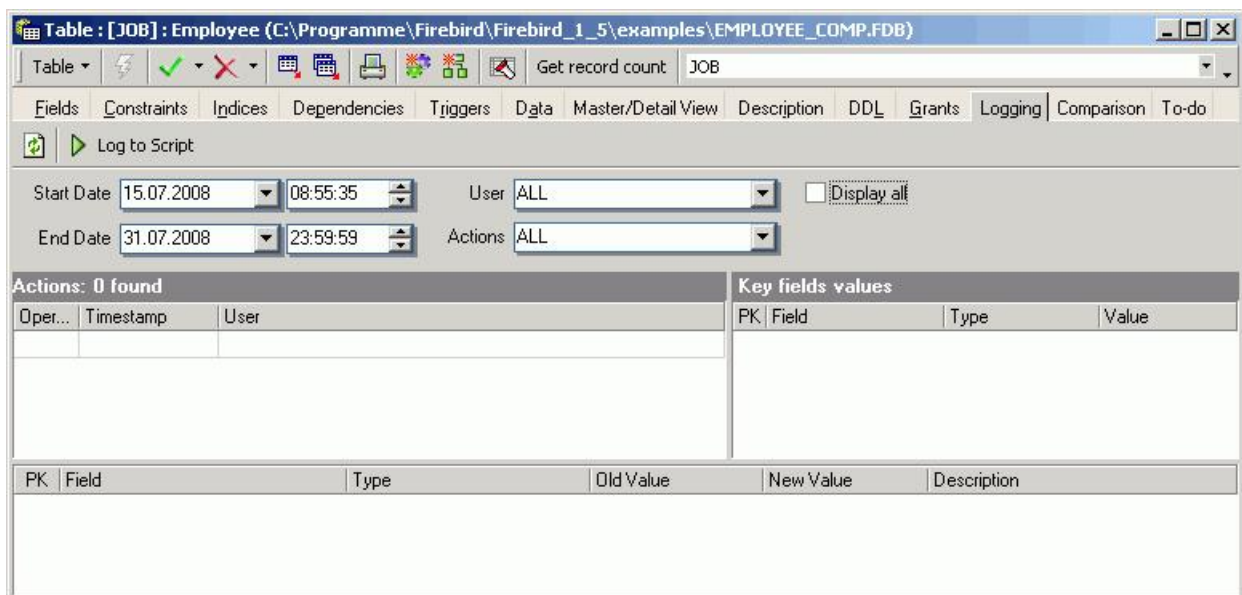 Table : [JOB] : Employee (C:\Programme\Firebird\Firebird_1_5\examples\EMPLOYEE_COMP.FDB)
Table Get record count JOB
Fields Constraints Indices Dependencies Triggers Data Master/Detail View Description DDL Grants Logging Comparison To-do
Log to Script
Start Date 15.07.2008 08:55:35 User ALL Display all
End Date 31.07.2008 23:59:59 Actions ALL
Actions: 0 found Key fields values
Oper... Timestamp User PK Field Type Value
PK Field Type Old Value New Value Description